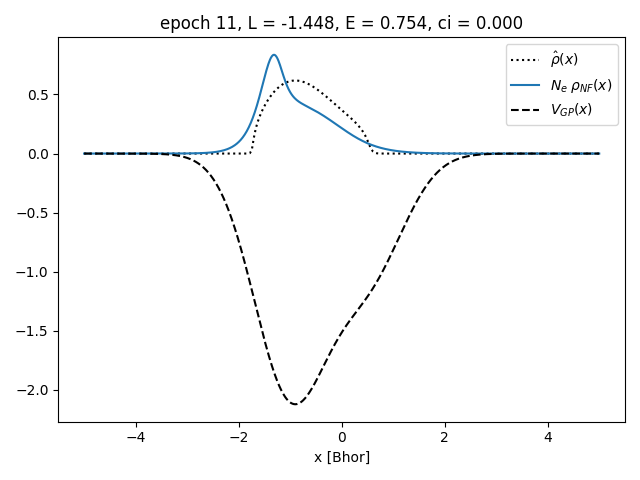 epoch 11, L = -1.448, E = 0.754, ci = 0.000
ρ̂(x)
N_e ρ_NF(x)
V_GP(x)
0.5
0.0
−0.5
−1.0
−1.5
−2.0
−4
−2
0
2
4
x [Bhor]